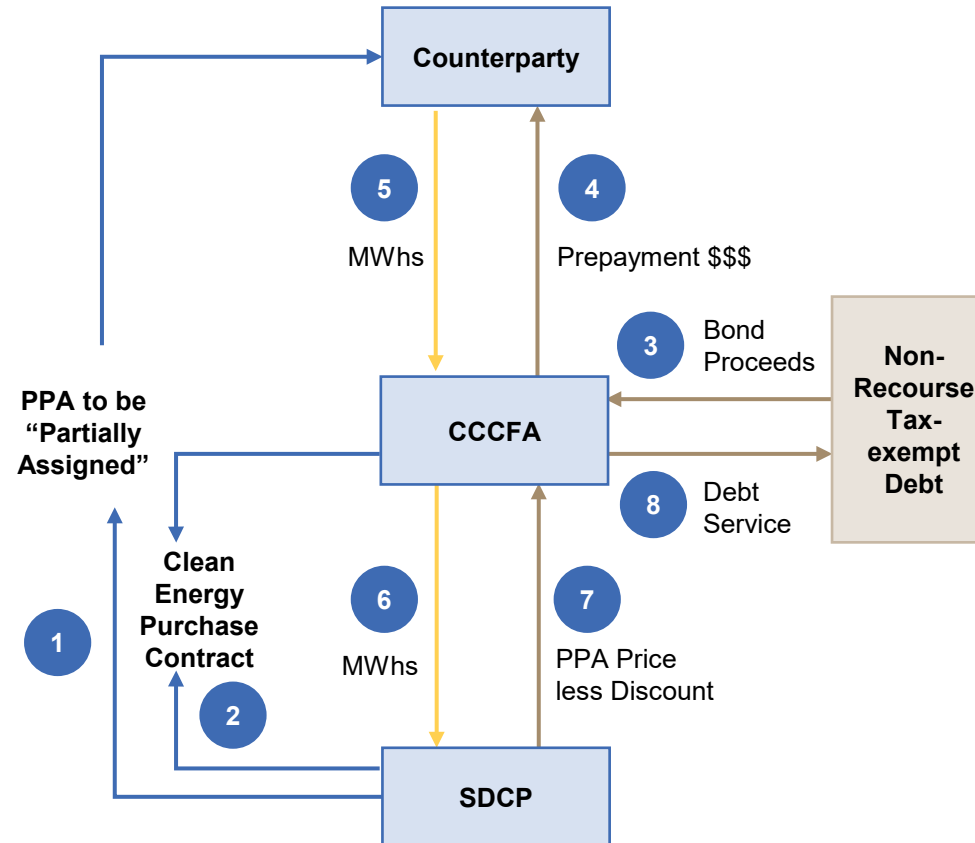 Counterparty
5
4
MWhs
Prepayment $$$
3
Bond
Proceeds
Non-
Recourse
Tax-
exempt
Debt
PPA to be
“Partially
Assigned”
CCCFA
8
Debt
Service
Clean
Energy
Purchase
Contract
1
6
7
MWhs
PPA Price
less Discount
2
SDCP